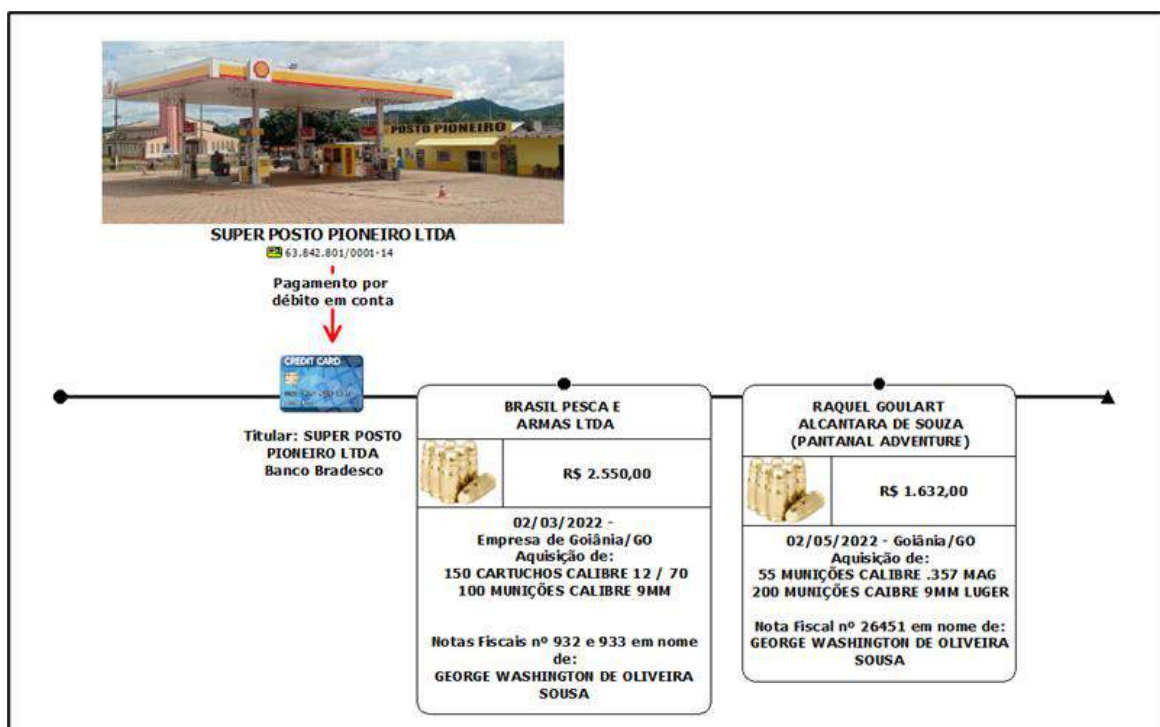 POSTO PIONEIRO
SUPER POSTO PIONEIRO LTDA
63.842.801/0001-14
Pagamento por
débito em conta
CREDIT CARD
Titular: SUPER POSTO
PIONEIRO LTDA
Banco Bradesco
BRASIL PESCA E
ARMAS LTDA
R$ 2.550,00
02/03/2022 -
Empresa de Goiânia/GO
Aquisição de:
150 CARTUCHOS CALIBRE 12 / 70
100 MUNIÇÕES CALIBRE 9MM
Notas Fiscais nº 932 e 933 em nome
de:
GEORGE WASHINGTON DE OLIVEIRA
SOUSA
RAQUEL GOULART
ALCANTARA DE SOUZA
(PANTANAL ADVENTURE)
R$ 1.632,00
02/05/2022 - Goiânia/GO
Aquisição de:
55 MUNIÇÕES CALIBRE .357 MAG
200 MUNIÇÕES CAIBRE 9MM LUGER
Nota Fiscal nº 26451 em nome de:
GEORGE WASHINGTON DE OLIVEIRA
SOUSA